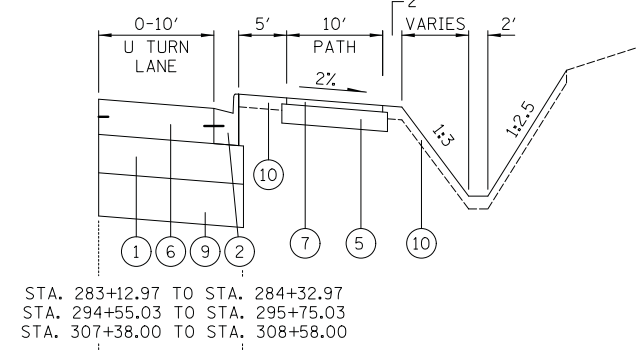 2'
0-10' 5' 10' VARIES 2'
U TURN LANE
PATH
2%
1:3
1:2.5
10
1 6 9 2 7 5 10
STA. 283+12.97 TO STA. 284+32.97
STA. 294+55.03 TO STA. 295+75.03
STA. 307+38.00 TO STA. 308+58.00